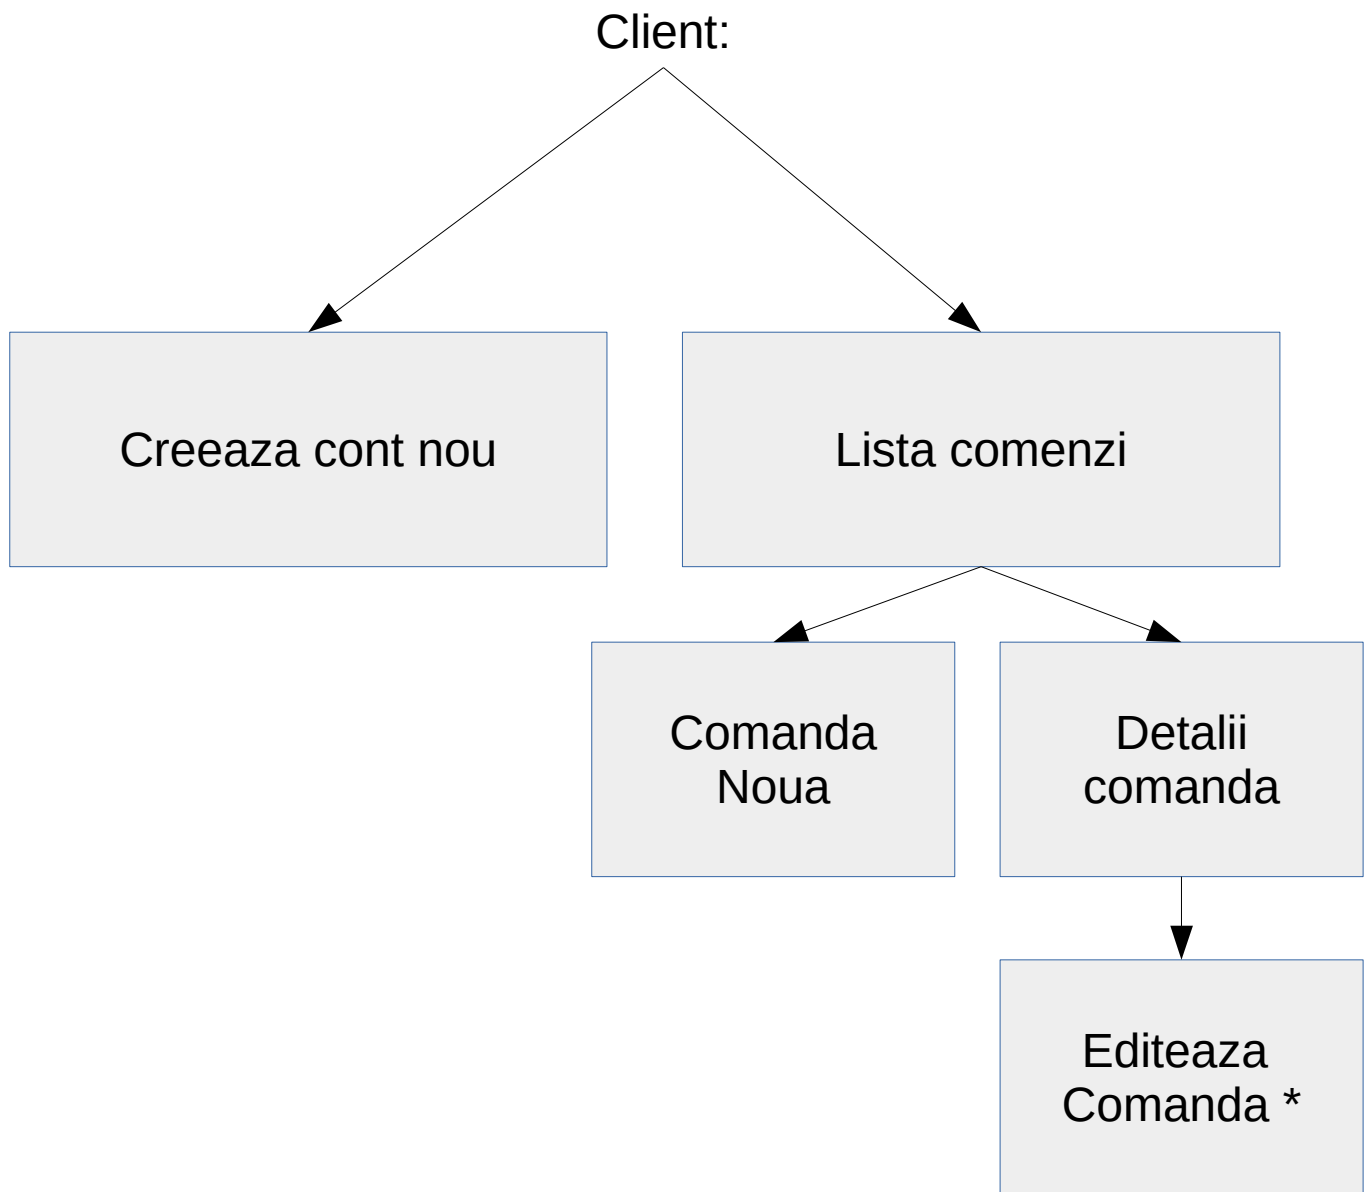 Client:
Creeaza cont nou
Lista comenzi
Comanda
Noua
Detalii
comanda
Editeaza
Comanda *